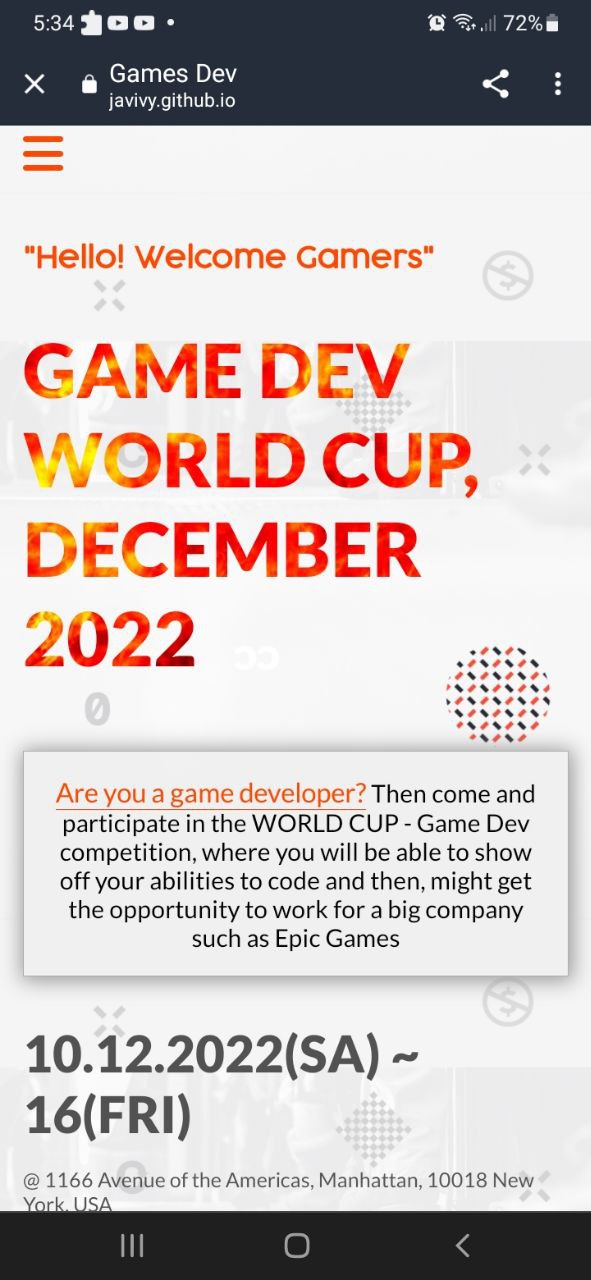 5:34
72%
Games Dev
javivy.github.io
"Hello! Welcome Gamers"
GAME DEV
WORLD CUP,
DECEMBER
2022
Are you a game developer? Then come and
participate in the WORLD CUP - Game Dev
competition, where you will be able to show
off your abilities to code and then, might get
the opportunity to work for a big company
such as Epic Games
10.12.2022(SA) ~
16(FRI)
@ 1166 Avenue of the Americas, Manhattan, 10018 New
York, USA